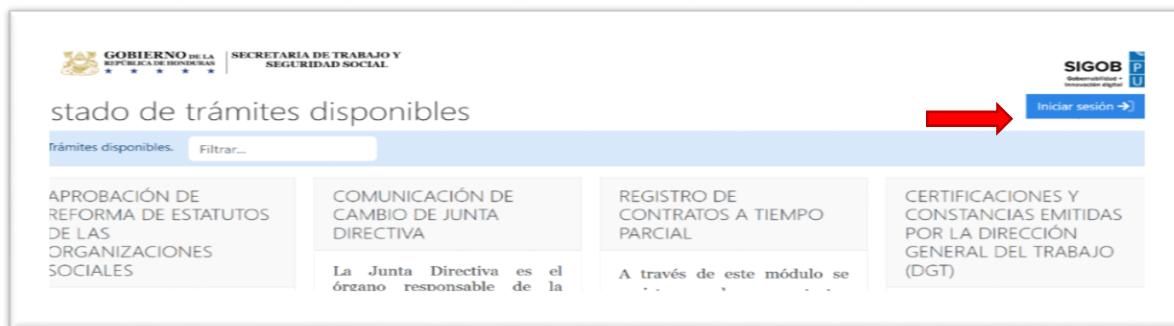 GOBIERNO DE LA
REPÚBLICA DE HONDURAS
SECRETARIA DE TRABAJO Y
SEGURIDAD SOCIAL
SIGOB
Gobernabilidad +
Innovación digital
P
U
stado de trámites disponibles
Iniciar sesión
Trámites disponibles.
Filtrar...
APROBACIÓN DE
REFORMA DE ESTATUTOS
DE LAS
ORGANIZACIONES
SOCIALES
COMUNICACIÓN DE
CAMBIO DE JUNTA
DIRECTIVA
La Junta Directiva es el
órgano responsable de la
REGISTRO DE
CONTRATOS A TIEMPO
PARCIAL
A través de este módulo se
CERTIFICACIONES Y
CONSTANCIAS EMITIDAS
POR LA DIRECCIÓN
GENERAL DEL TRABAJO
(DGT)